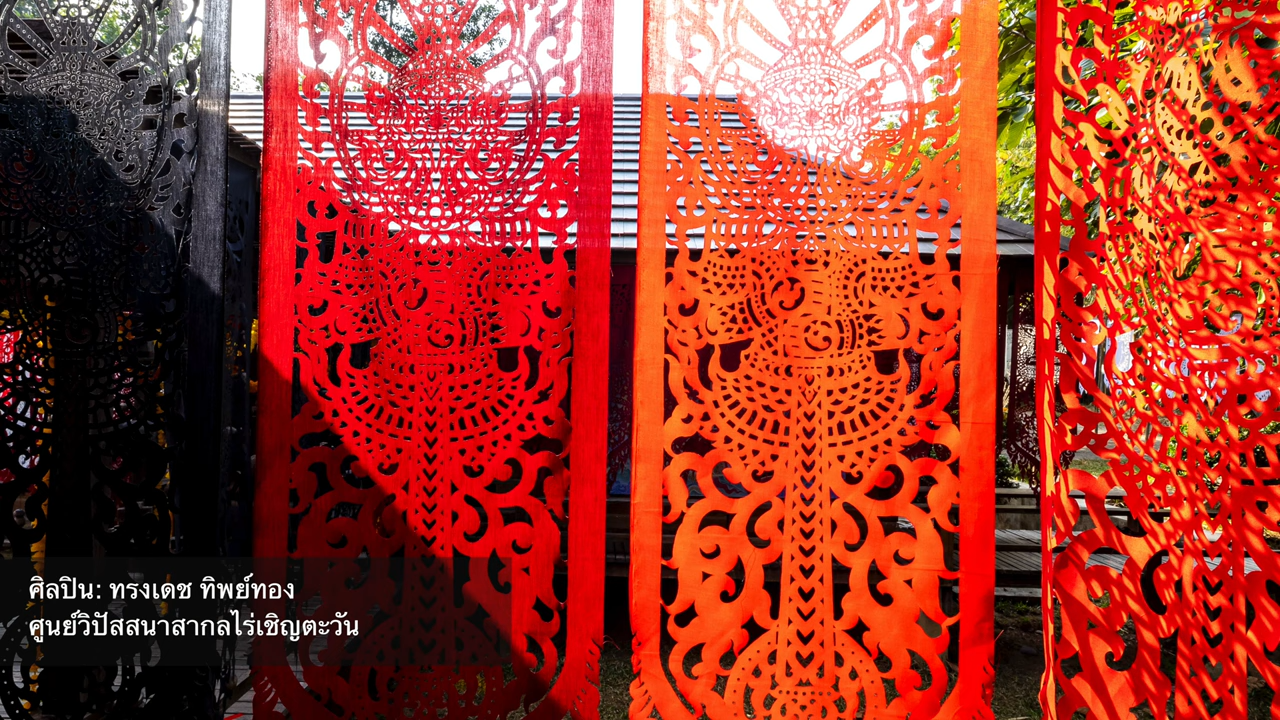 ศิลปิน: ทรงเดช ทิพย์ทอง
ศูนย์วิปัสสนาสากลไร่เชิญตะวัน